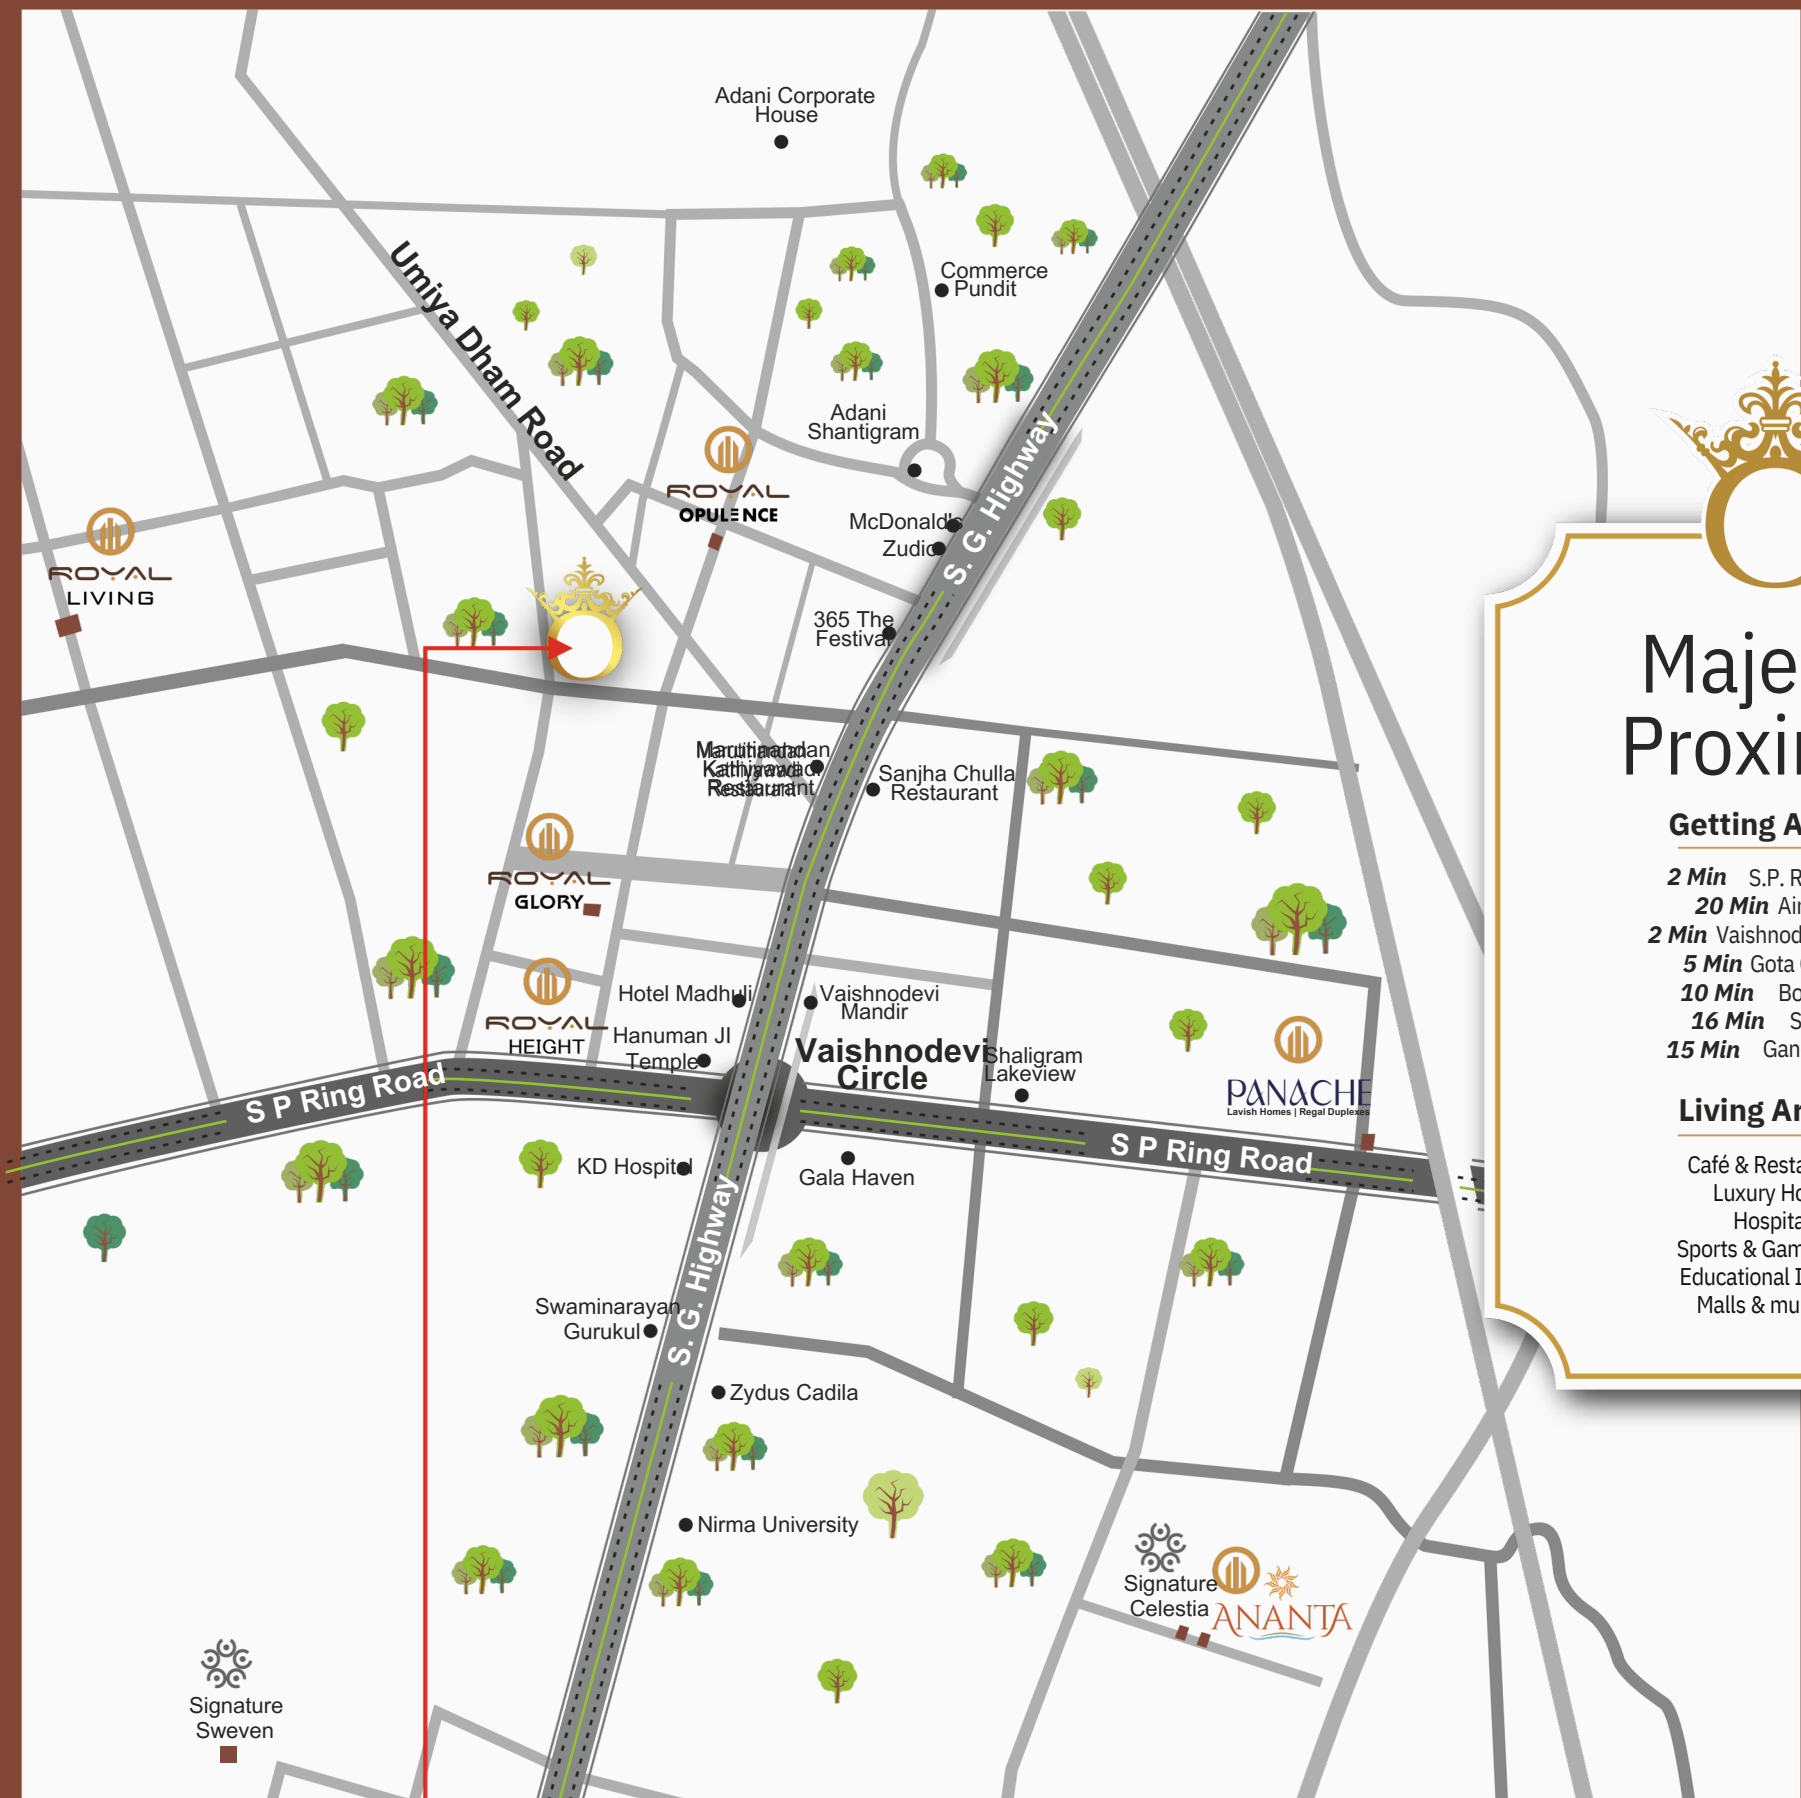 Adani Corporate
House
Commerce
Pundit
Umiya Dham Road
Adani
Shantigram
S. G. Highway
ROYAL
OPULENCE
McDonald's
Zudio
ROYAL
LIVING
365 The
Festival
Marutinandan
Kathiyawadi
Restaurant
Sanjha Chulla
Restaurant
ROYAL
GLORY
Hotel Madhuli
Vaishnodevi
Mandir
ROYAL
HEIGHT
Hanuman JI
Temple
Vaishnodevi
Circle
Shaligram
Lakeview
PANACHE
Lavish Homes | Regal Duplexes
S P Ring Road
S P Ring Road
KD Hospital
Gala Haven
S. G. Highway
Swaminarayan
Gurukul
Zydus Cadila
Nirma University
Signature
Celestia
ANANTA
Signature
Sweven
Maje
Proxi
Getting A
2 Min S.P. R
20 Min Ai
2 Min Vaishnod
5 Min Gota
10 Min Bo
16 Min S
15 Min Gan
Living Ar
Café & Resta
Luxury Ho
Hospita
Sports & Gam
Educational I
Malls & mu